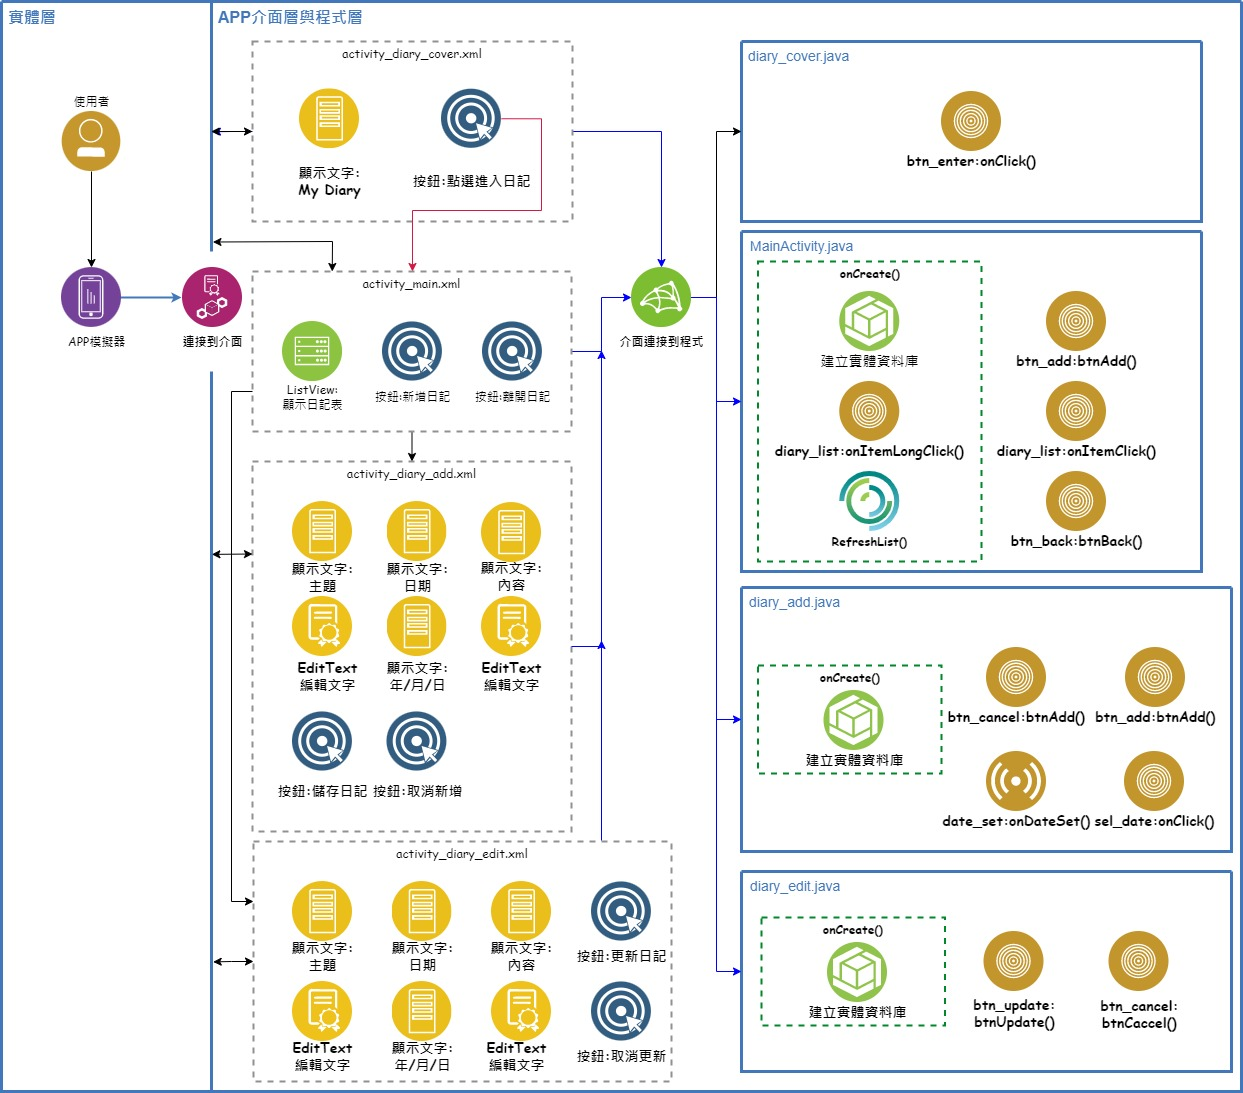 實體層
APP介面層與程式層
使用者
APP模擬器
連接到介面
activity_diary_cover.xml
顯示文字:
My Diary
按鈕:點選進入日記
activity_main.xml
ListView:
顯示日記表
按鈕:新增日記
按鈕:離開日記
activity_diary_add.xml
顯示文字:
主題
顯示文字:
日期
顯示文字:
內容
EditText
編輯文字
顯示文字:
年/月/日
EditText
編輯文字
按鈕:儲存日記
按鈕:取消新增
activity_diary_edit.xml
顯示文字:
主題
顯示文字:
日期
顯示文字:
內容
按鈕:更新日記
EditText
編輯文字
顯示文字:
年/月/日
EditText
編輯文字
按鈕:取消更新
介面連接到程式
diary_cover.java
btn_enter:onClick()
MainActivity.java
onCreate()
建立實體資料庫
btn_add:btnAdd()
diary_list:onItemLongClick()
diary_list:onItemClick()
RefreshList()
btn_back:btnBack()
diary_add.java
onCreate()
建立實體資料庫
btn_cancel:btnAdd()
btn_add:btnAdd()
date_set:onDateSet()
sel_date:onClick()
diary_edit.java
onCreate()
建立實體資料庫
btn_update:
btnUpdate()
btn_cancel:
btnCaccel()